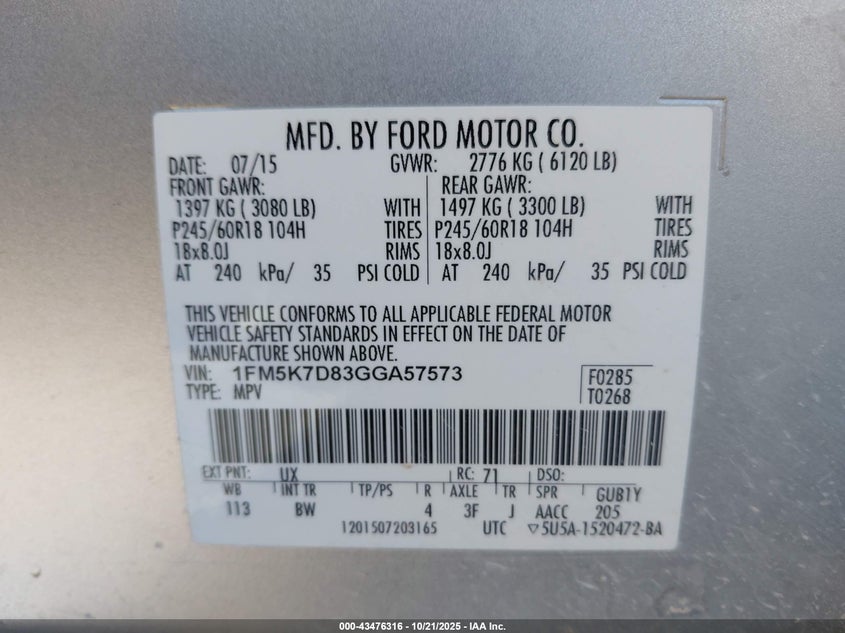 MFD. BY FORD MOTOR CO.
DATE: 07/15 GVWR: 2776 KG ( 6120 LB)
FRONT GAWR: REAR GAWR:
1397 KG ( 3080 LB) WITH 1497 KG ( 3300 LB) WITH
P245/60R18 104H TIRES P245/60R18 104H TIRES
18x8.0J RIMS 18x8.0J RIMS
AT 240 kPa/ 35 PSI COLD AT 240 kPa/ 35 PSI COLD
THIS VEHICLE CONFORMS TO ALL APPLICABLE FEDERAL MOTOR
VEHICLE SAFETY STANDARDS IN EFFECT ON THE DATE OF
MANUFACTURE SHOWN ABOVE.
VIN: 1FM5K7D83GGA57573 F0285
TYPE: MPV T0268
EXT PNT: UX RC: 71 DSO:
WB INT TR TP/PS R AXLE TR SPR GUB1Y
113 BW 4 3F J AACC 205
1201507203165 UTC ▽5U5A-1520472-BA
000-43476316 - 10/21/2025 - IAA Inc.